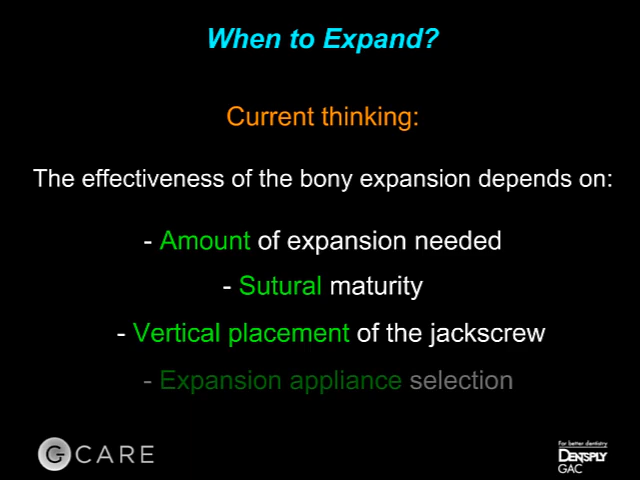 When to Expand?
Current thinking:
The effectiveness of the bony expansion depends on:
- Amount of expansion needed
- Sutural maturity
- Vertical placement of the jackscrew
- Expansion appliance selection
G CARE
For better dentistry
DENTSPLY
GAC